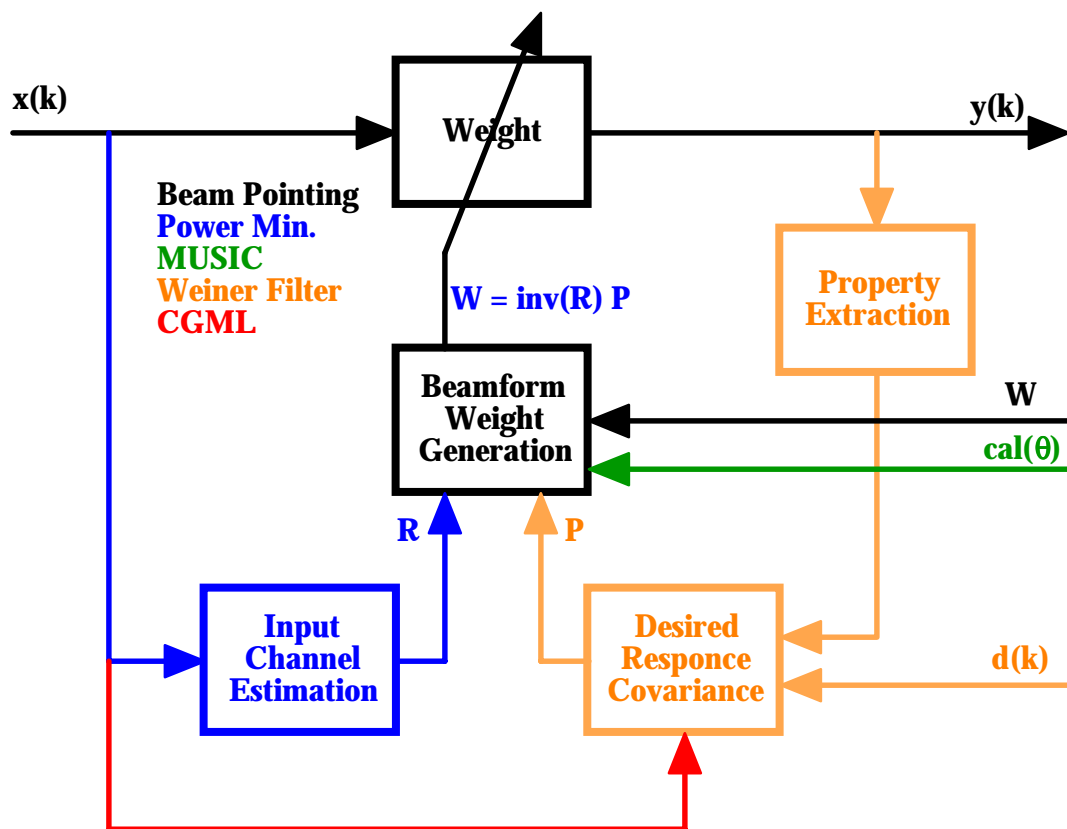 x(k)
Weight
y(k)
Beam Pointing
Power Min.
MUSIC
Weiner Filter
CGML
W = inv(R) P
Property
Extraction
Beamform
Weight
Generation
W
cal(θ)
R
P
Input
Channel
Estimation
Desired
Responce
Covariance
d(k)